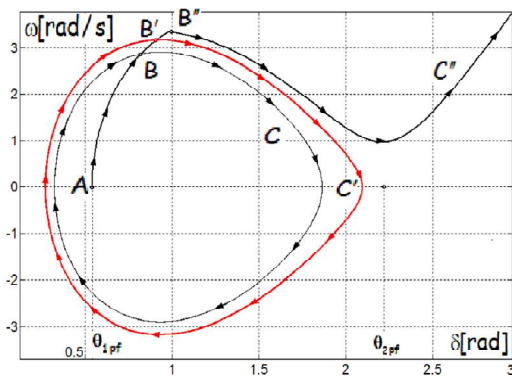 ω[rad/s] B' B"
3
B
2
C"
1
C
0 A C'
-1
-2
-3
0.5 θ1pf 1 1.5 2 θ2pf 2.5 δ[rad] 3